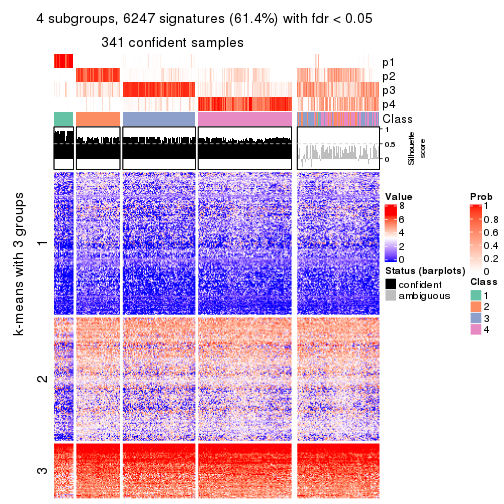 4 subgroups, 6247 signatures (61.4%) with fdr < 0.05
341 confident samples
p1
p2
p3
p4
Class
1
0.5
0
Silhouette
score
k-means with 3 groups
1
2
3
Value
8
6
4
2
0
Status (barplots)
confident
ambiguous
Prob
1
0.8
0.6
0.4
0.2
0
Class
1
2
3
4